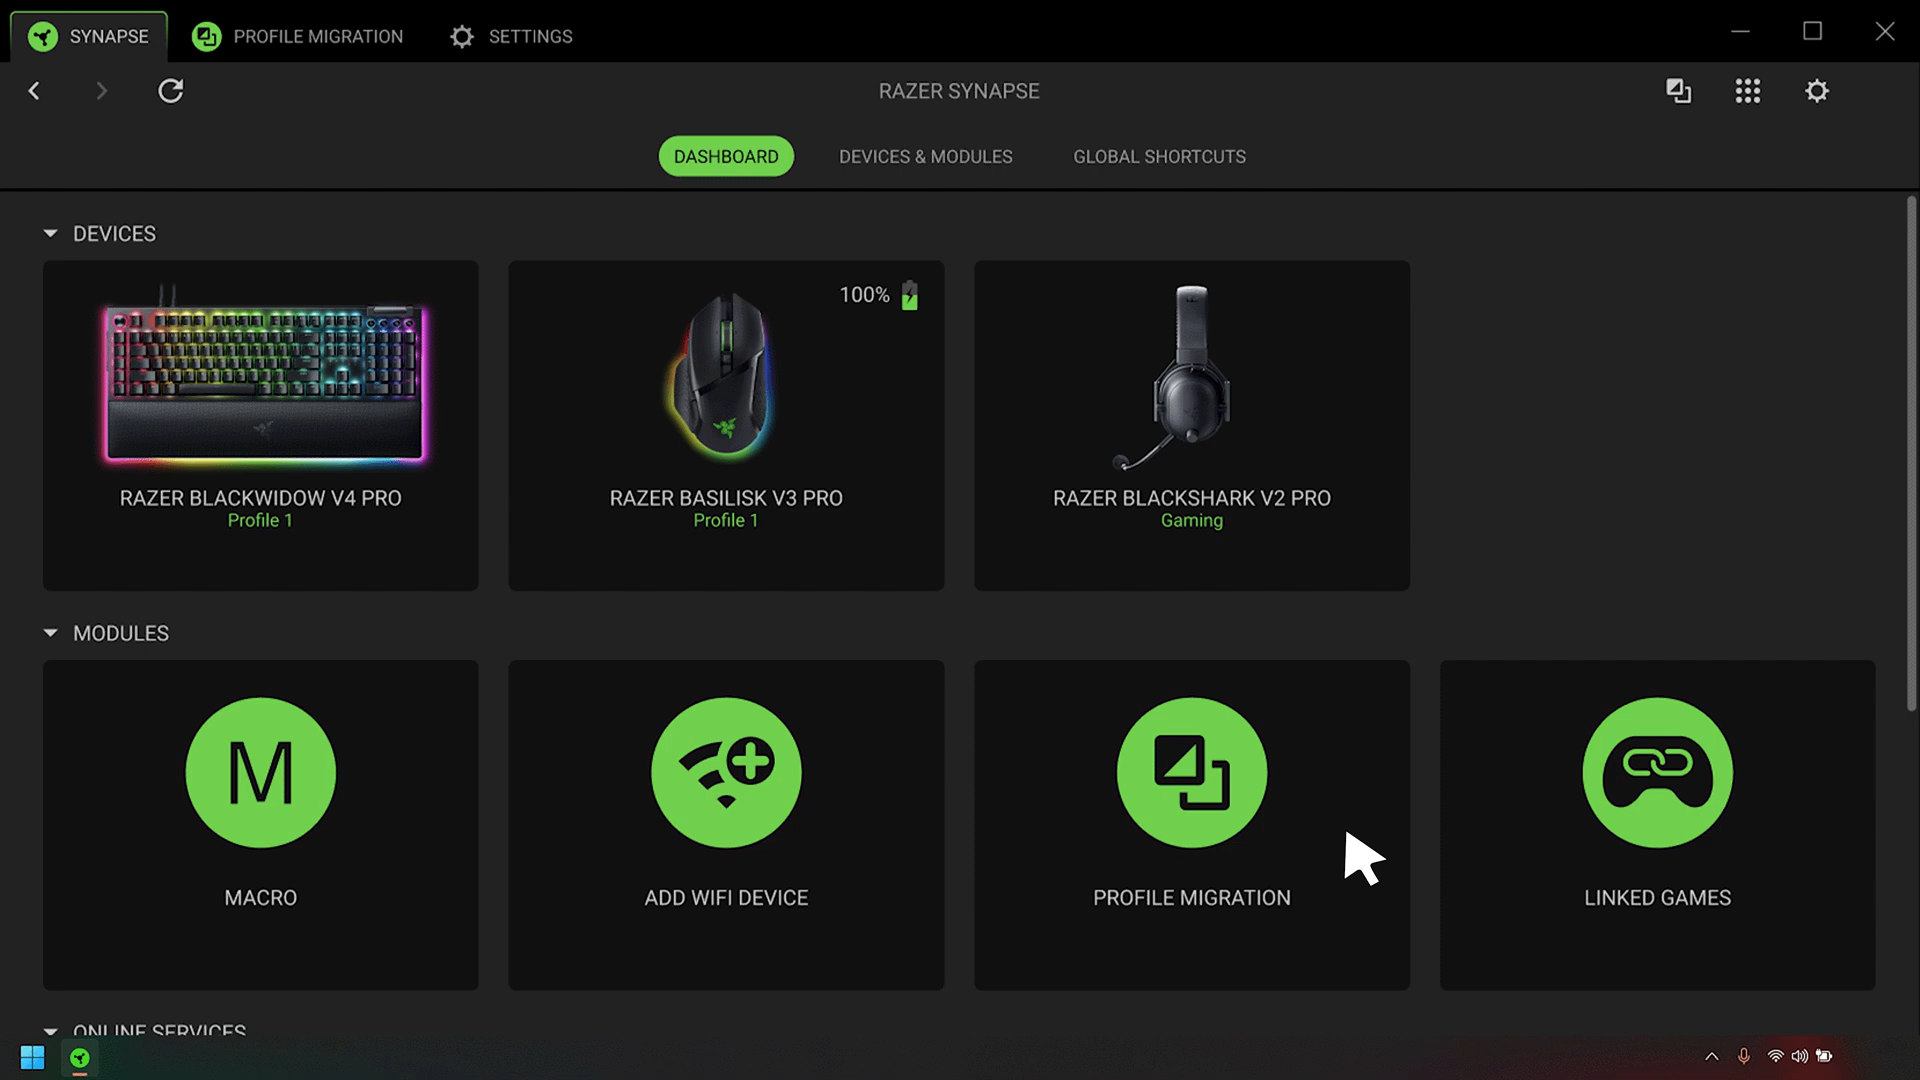 SYNAPSE
PROFILE MIGRATION
SETTINGS
RAZER SYNAPSE
DASHBOARD
DEVICES & MODULES
GLOBAL SHORTCUTS
DEVICES
100%
RAZER BLACKWIDOW V4 PRO
Profile 1
RAZER BASILISK V3 PRO
Profile 1
RAZER BLACKSHARK V2 PRO
Gaming
MODULES
M
MACRO
ADD WIFI DEVICE
PROFILE MIGRATION
LINKED GAMES
ONLINE SERVICES